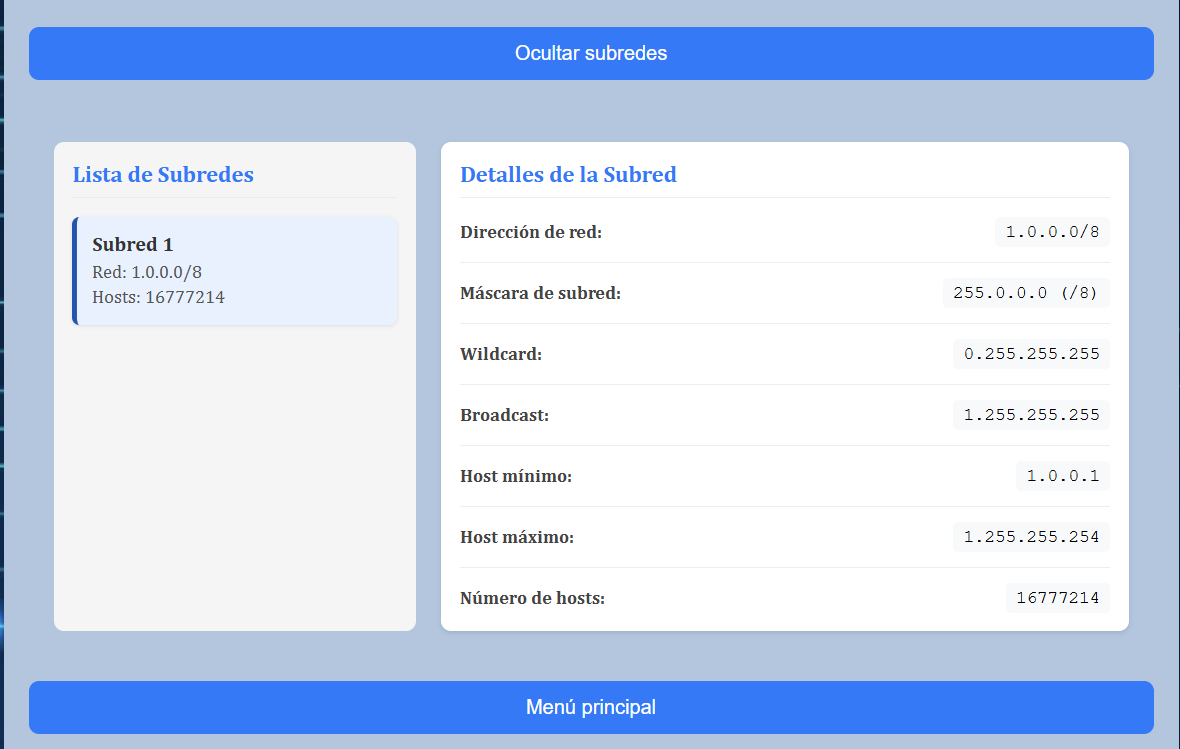 Ocultar subredes
Lista de Subredes
Subred 1
Red: 1.0.0.0/8
Hosts: 16777214
Detalles de la Subred
Dirección de red: 1.0.0.0/8
Máscara de subred: 255.0.0.0 (/8)
Wildcard: 0.255.255.255
Broadcast: 1.255.255.255
Host mínimo: 1.0.0.1
Host máximo: 1.255.255.254
Número de hosts: 16777214
Menú principal